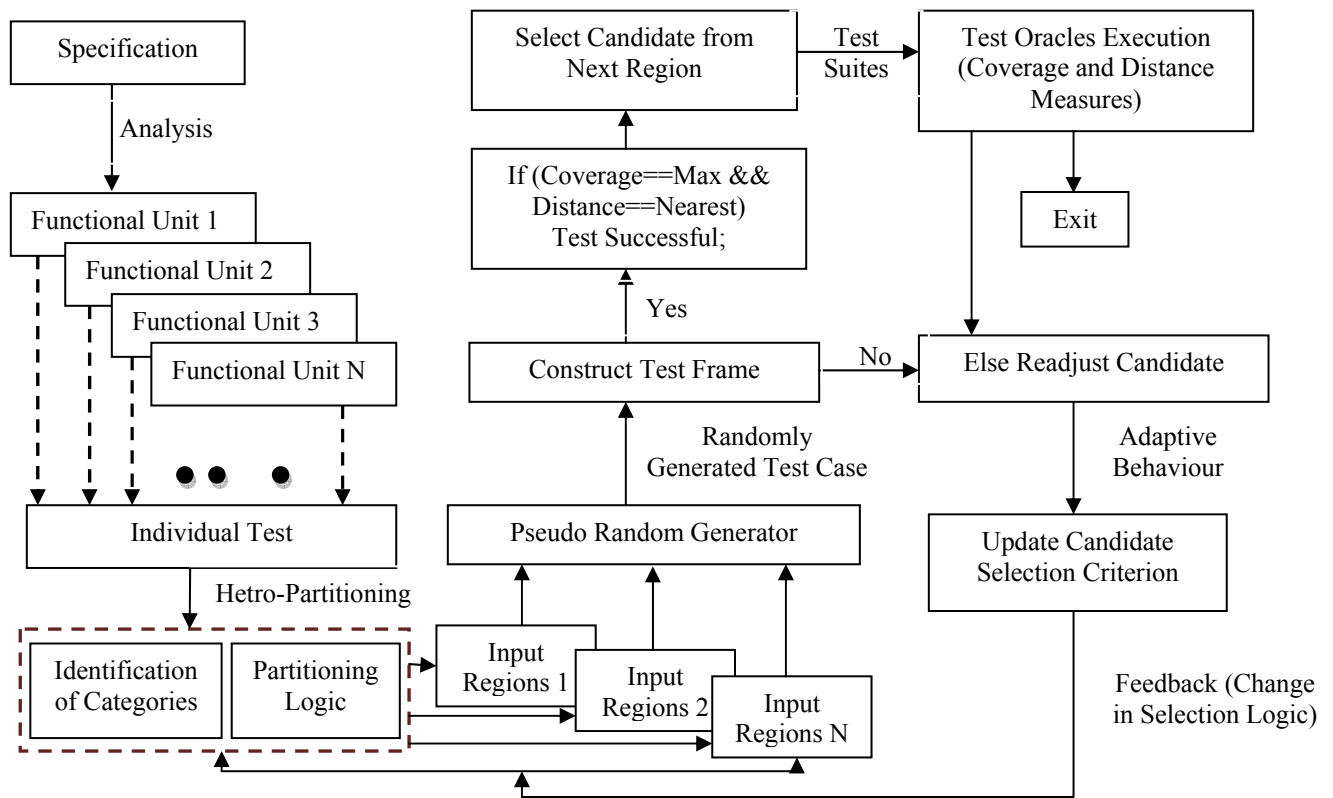 Specification
Analysis
Functional Unit 1
Functional Unit 2
Functional Unit 3
Functional Unit N
Individual Test
Hetro-Partitioning
Identification
of Categories
Partitioning
Logic
Input
Regions 1
Input
Regions 2
Input
Regions N
Pseudo Random Generator
Randomly
Generated Test Case
Construct Test Frame
Yes
No
If (Coverage==Max &&
Distance==Nearest)
Test Successful;
Select Candidate from
Next Region
Test
Suites
Test Oracles Execution
(Coverage and Distance
Measures)
Exit
Else Readjust Candidate
Adaptive
Behaviour
Update Candidate
Selection Criterion
Feedback (Change
in Selection Logic)